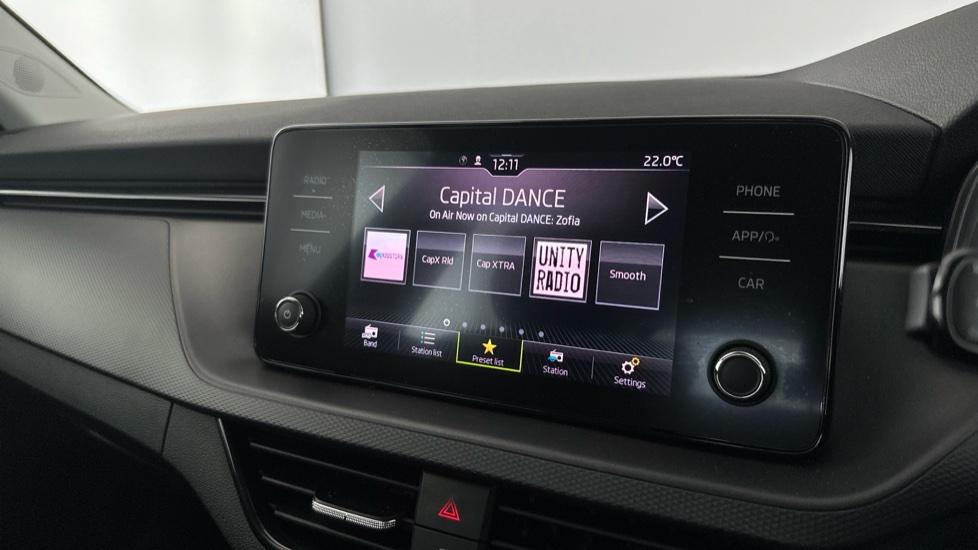 12:11
22.0°C
RADIO
MEDIA
MENU
Capital DANCE
On Air Now on Capital DANCE: Zofia
CapX Rld
Cap XTRA
UNITY
RADIO
Smooth
Band
Station list
Preset list
Station
Settings
PHONE
APP/
CAR